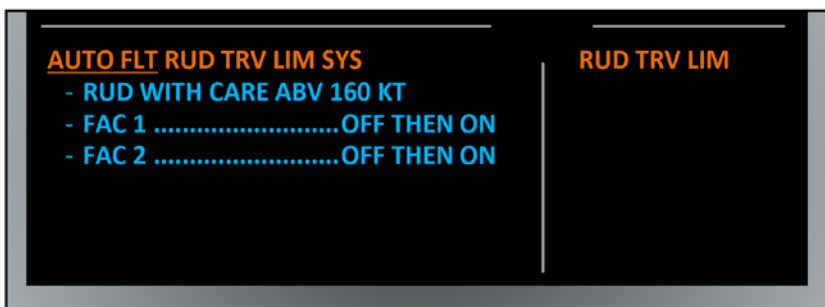 AUTO FLT RUD TRV LIM SYS
- RUD WITH CARE ABV 160 KT
- FAC 1 ...........................OFF THEN ON
- FAC 2 ...........................OFF THEN ON
RUD TRV LIM